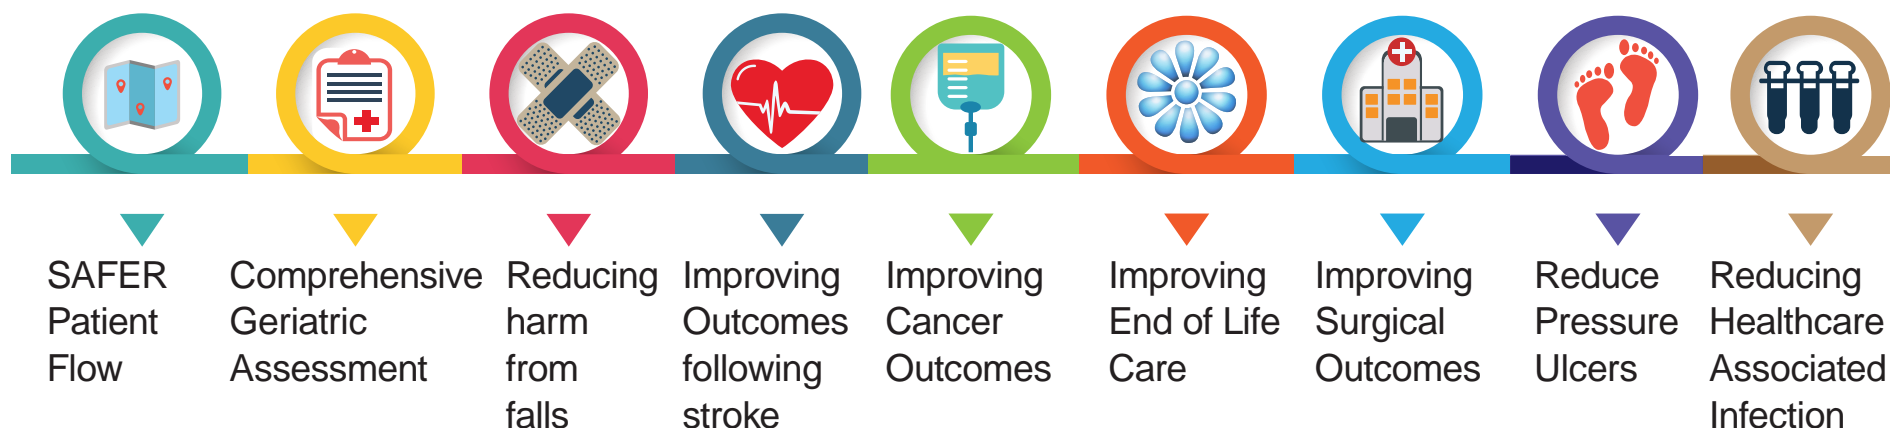 SAFER
Patient
Flow
Comprehensive
Geriatric
Assessment
Reducing
harm
from
falls
Improving
Outcomes
following
stroke
Improving
Cancer
Outcomes
Improving
End of Life
Care
Improving
Surgical
Outcomes
Reduce
Pressure
Ulcers
Reducing
Healthcare
Associated
Infection